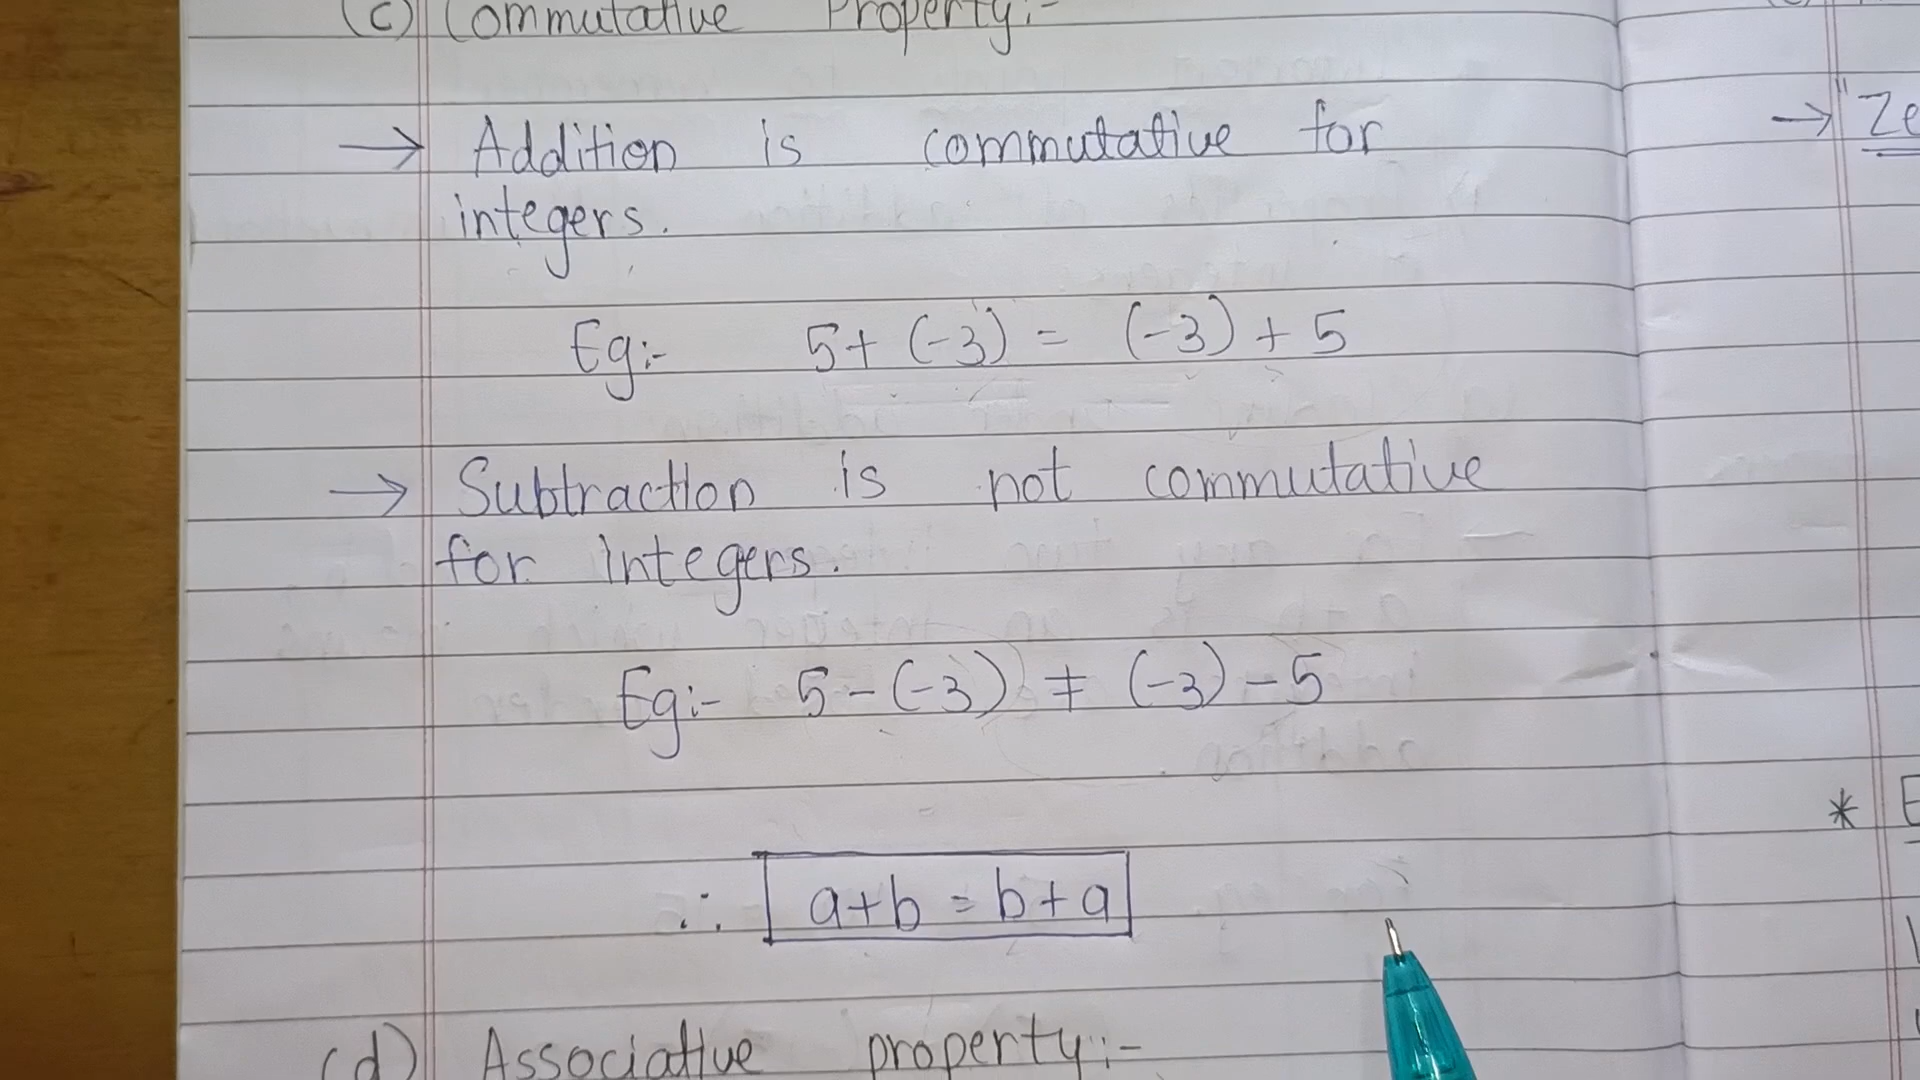 (c) Commutative Property:-
→ Addition is commutative for
integers.
Eg:- 5+ (-3) = (-3) + 5
→ Subtraction is not commutative
for integers.
Eg:- 5 - (-3) ≠ (-3) - 5
∴ a+b = b+a
(d) Associative property:-
→ "Ze
*